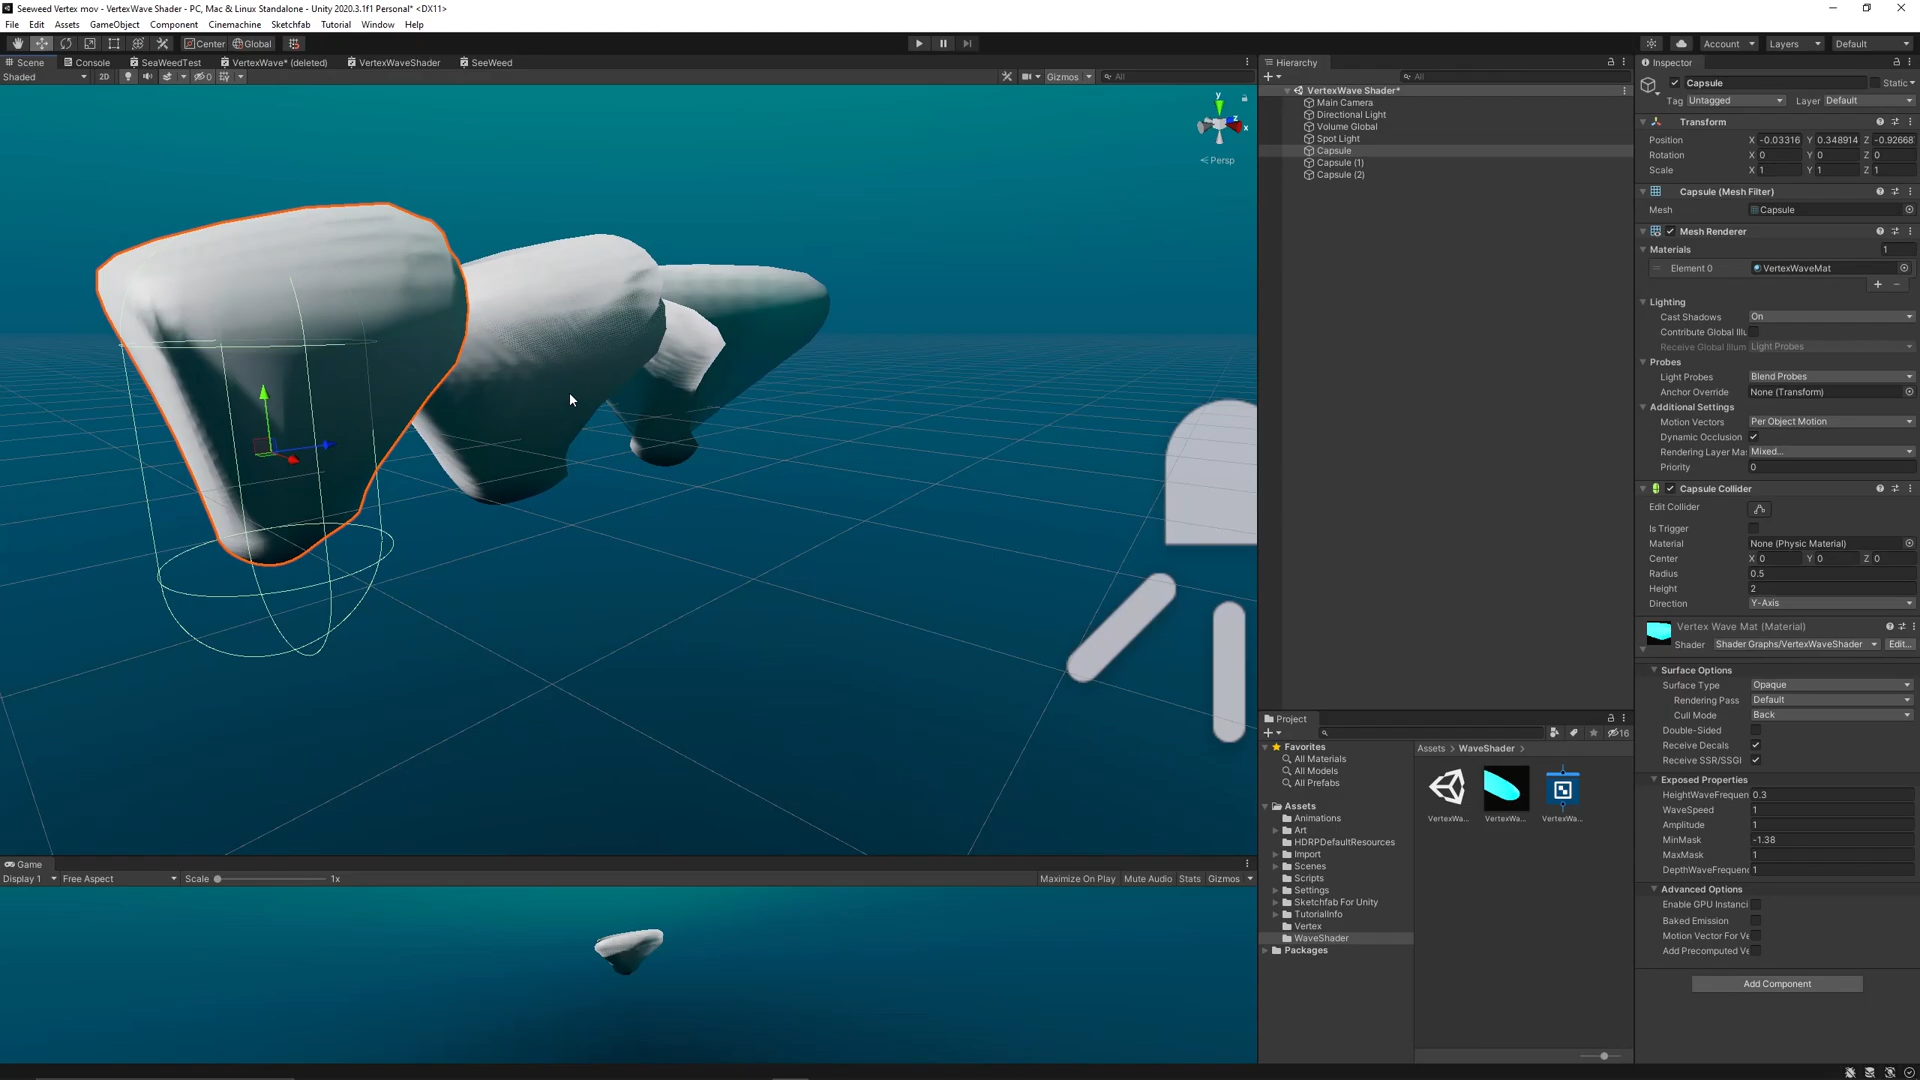 Seeweed Vertex mov - VertexWave Shader - PC, Mac & Linux Standalone - Unity 2020.3.1f1 Personal* <DX11>
File Edit Assets GameObject Component Cinemachine Sketchfab Tutorial Window Help
Center Global
Account Layers Default
Scene Console SeaWeedTest VertexWave* (deleted) VertexWaveShader SeeWeed
Shaded 2D 0 Gizmos All
y
z
x
Persp
Hierarchy
All
VertexWave Shader*
Main Camera
Directional Light
Volume Global
Spot Light
Capsule
Capsule (1)
Capsule (2)
Inspector
Capsule Static
Tag Untagged Layer Default
Transform
Position X -0.03316 Y 0.348914 Z -0.92668
Rotation X 0 Y 0 Z 0
Scale X 1 Y 1 Z 1
Capsule (Mesh Filter)
Mesh Capsule
Mesh Renderer
Materials 1
Element 0 VertexWaveMat
Lighting
Cast Shadows On
Contribute Global Illu
Receive Global Illum Light Probes
Probes
Light Probes Blend Probes
Anchor Override None (Transform)
Additional Settings
Motion Vectors Per Object Motion
Dynamic Occlusion
Rendering Layer Mas Mixed...
Priority 0
Capsule Collider
Edit Collider
Is Trigger
Material None (Physic Material)
Center X 0 Y 0 Z 0
Radius 0.5
Height 2
Direction Y-Axis
Vertex Wave Mat (Material)
Shader Shader Graphs/VertexWaveShader Edit...
Surface Options
Surface Type Opaque
Rendering Pass Default
Cull Mode Back
Double-Sided
Receive Decals
Receive SSR/SSGI
Exposed Properties
HeightWaveFrequen 0.3
WaveSpeed 1
Amplitude 1
MinMask -1.38
MaxMask 1
DepthWaveFrequenc 1
Advanced Options
Enable GPU Instanci
Baked Emission
Motion Vector For Ve
Add Precomputed Ve
Add Component
Project
16
Favorites
All Materials
All Models
All Prefabs
Assets
Animations
Art
HDRPDefaultResources
Import
Scenes
Scripts
Settings
Sketchfab For Unity
TutorialInfo
Vertex
WaveShader
Packages
Assets > WaveShader >
VertexWa... VertexWa... VertexWa...
Game
Display 1 Free Aspect Scale 1x Maximize On Play Mute Audio Stats Gizmos